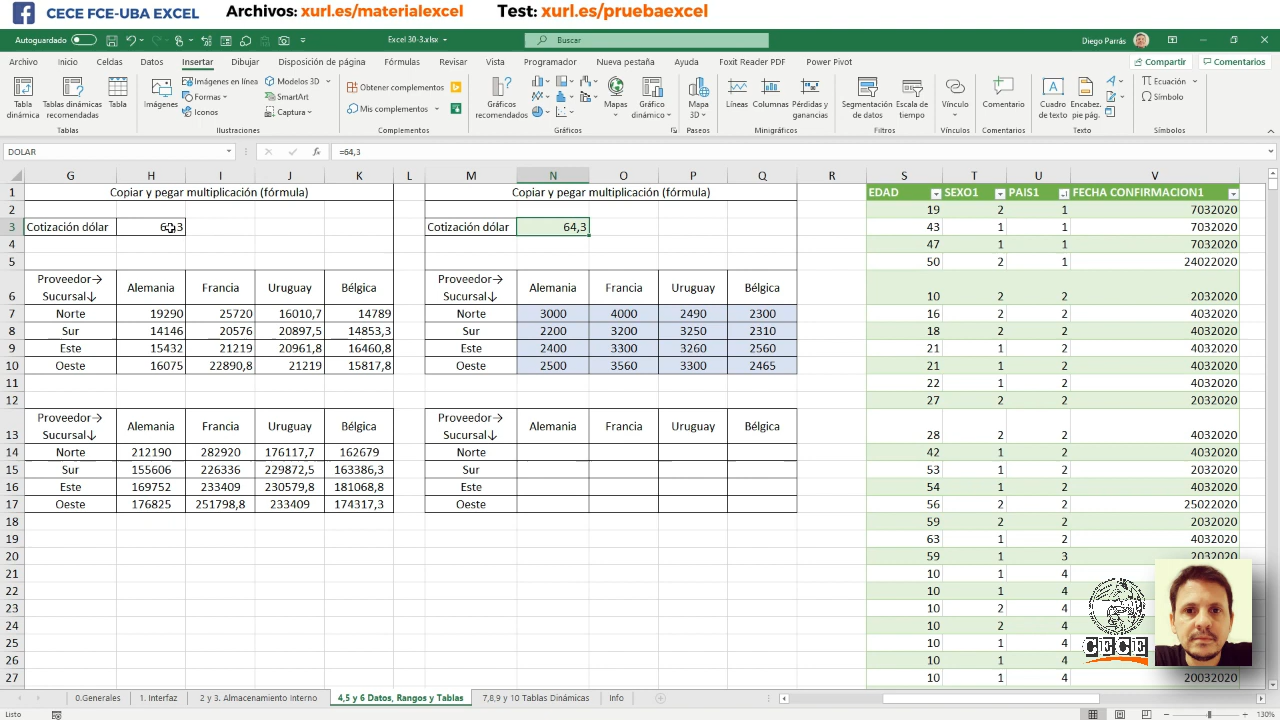 CECE FCE-UBA EXCEL Archivos: xurl.es/materialexcel Test: xurl.es/pruebaexcel
Autoguardado Excel 30-3.xlsx Buscar Diego Parrás
Archivo Inicio Celdas Datos Insertar Dibujar Disposición de página Fórmulas Revisar Vista Programador Nueva pestaña Ayuda Foxit Reader PDF Power Pivot Compartir Comentarios
Tabla dinámica Tablas dinámicas recomendadas Tabla Imágenes Imágenes en línea Formas Iconos Modelos 3D SmartArt Captura Obtener complementos Mis complementos Gráficos recomendados Mapas Gráfico dinámico Mapa 3D Líneas Columnas Pérdidas y ganancias Segmentación de datos Escala de tiempo Vínculo Comentario Cuadro de texto Encabez. pie pág. Ecuación Símbolo
Tablas Ilustraciones Complementos Gráficos Paseos Minigráficos Filtros Vínculos Comentarios Texto Símbolos
DOLAR fx =64,3
G H I J K L M N O P Q R S T U V
1 Copiar y pegar multiplicación (fórmula) Copiar y pegar multiplicación (fórmula) EDAD SEXO1 PAIS1 FECHA CONFIRMACION1
2 19 2 1 7032020
3 Cotización dólar Cotización dólar 64,3 43 1 1 7032020
4 47 1 1 7032020
5 50 2 1 24022020
6 Proveedor→ Sucursal↓ Alemania Francia Uruguay Bélgica Proveedor→ Sucursal↓ Alemania Francia Uruguay Bélgica 10 2 2 2032020
7 Norte 19290 25720 16010,7 14789 Norte 3000 4000 2490 2300 16 2 2 4032020
8 Sur 14146 20576 20897,5 14853,3 Sur 2200 3200 3250 2310 18 2 2 4032020
9 Este 15432 21219 20961,8 16460,8 Este 2400 3300 3260 2560 21 1 2 4032020
10 Oeste 16075 22890,8 21219 15817,8 Oeste 2500 3560 3300 2465 21 1 2 4032020
11 22 1 2 4032020
12 27 2 2 2032020
13 Proveedor→ Sucursal↓ Alemania Francia Uruguay Bélgica Proveedor→ Sucursal↓ Alemania Francia Uruguay Bélgica 28 2 2 4032020
14 Norte 212190 282920 176117,7 162679 Norte 42 1 2 4032020
15 Sur 155606 226336 229872,5 163386,3 Sur 53 1 2 2032020
16 Este 169752 233409 230579,8 181068,8 Este 54 1 2 4032020
17 Oeste 176825 251798,8 233409 174317,3 Oeste 56 2 2 25022020
18 59 2 2 2032020
19 63 1 2 4032020
20 59 1 3 2032020
21 10 1 4
22 10 1 4
23 10 2 4
24 10 2 4
25 10 1 4
26 10 1 4
27 10 1 4 20032020
CECE
0.Generales 1. Interfaz 2 y 3. Almacenamiento Interno 4,5 y 6 Datos, Rangos y Tablas 7,8,9 y 10 Tablas Dinámicas Info
Listo 130%